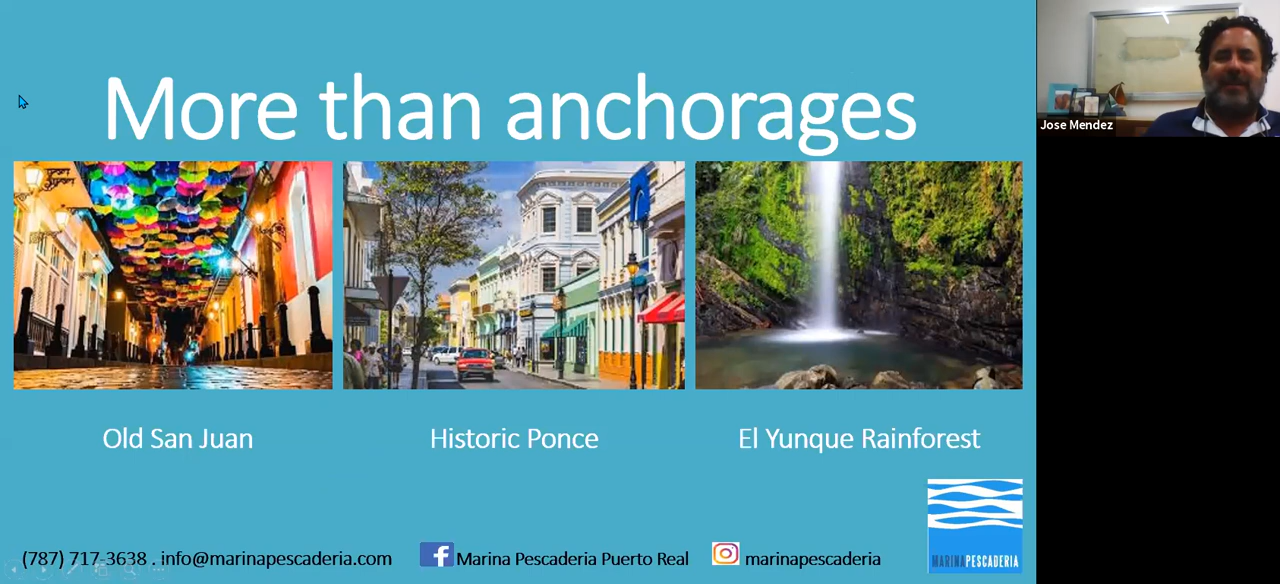 More than anchorages
Jose Mendez
Old San Juan
Historic Ponce
El Yunque Rainforest
(787) 717-3638 . info@marinapescaderia.com
Marina Pescaderia Puerto Real
marinapescaderia
MARINAPESCADERIA